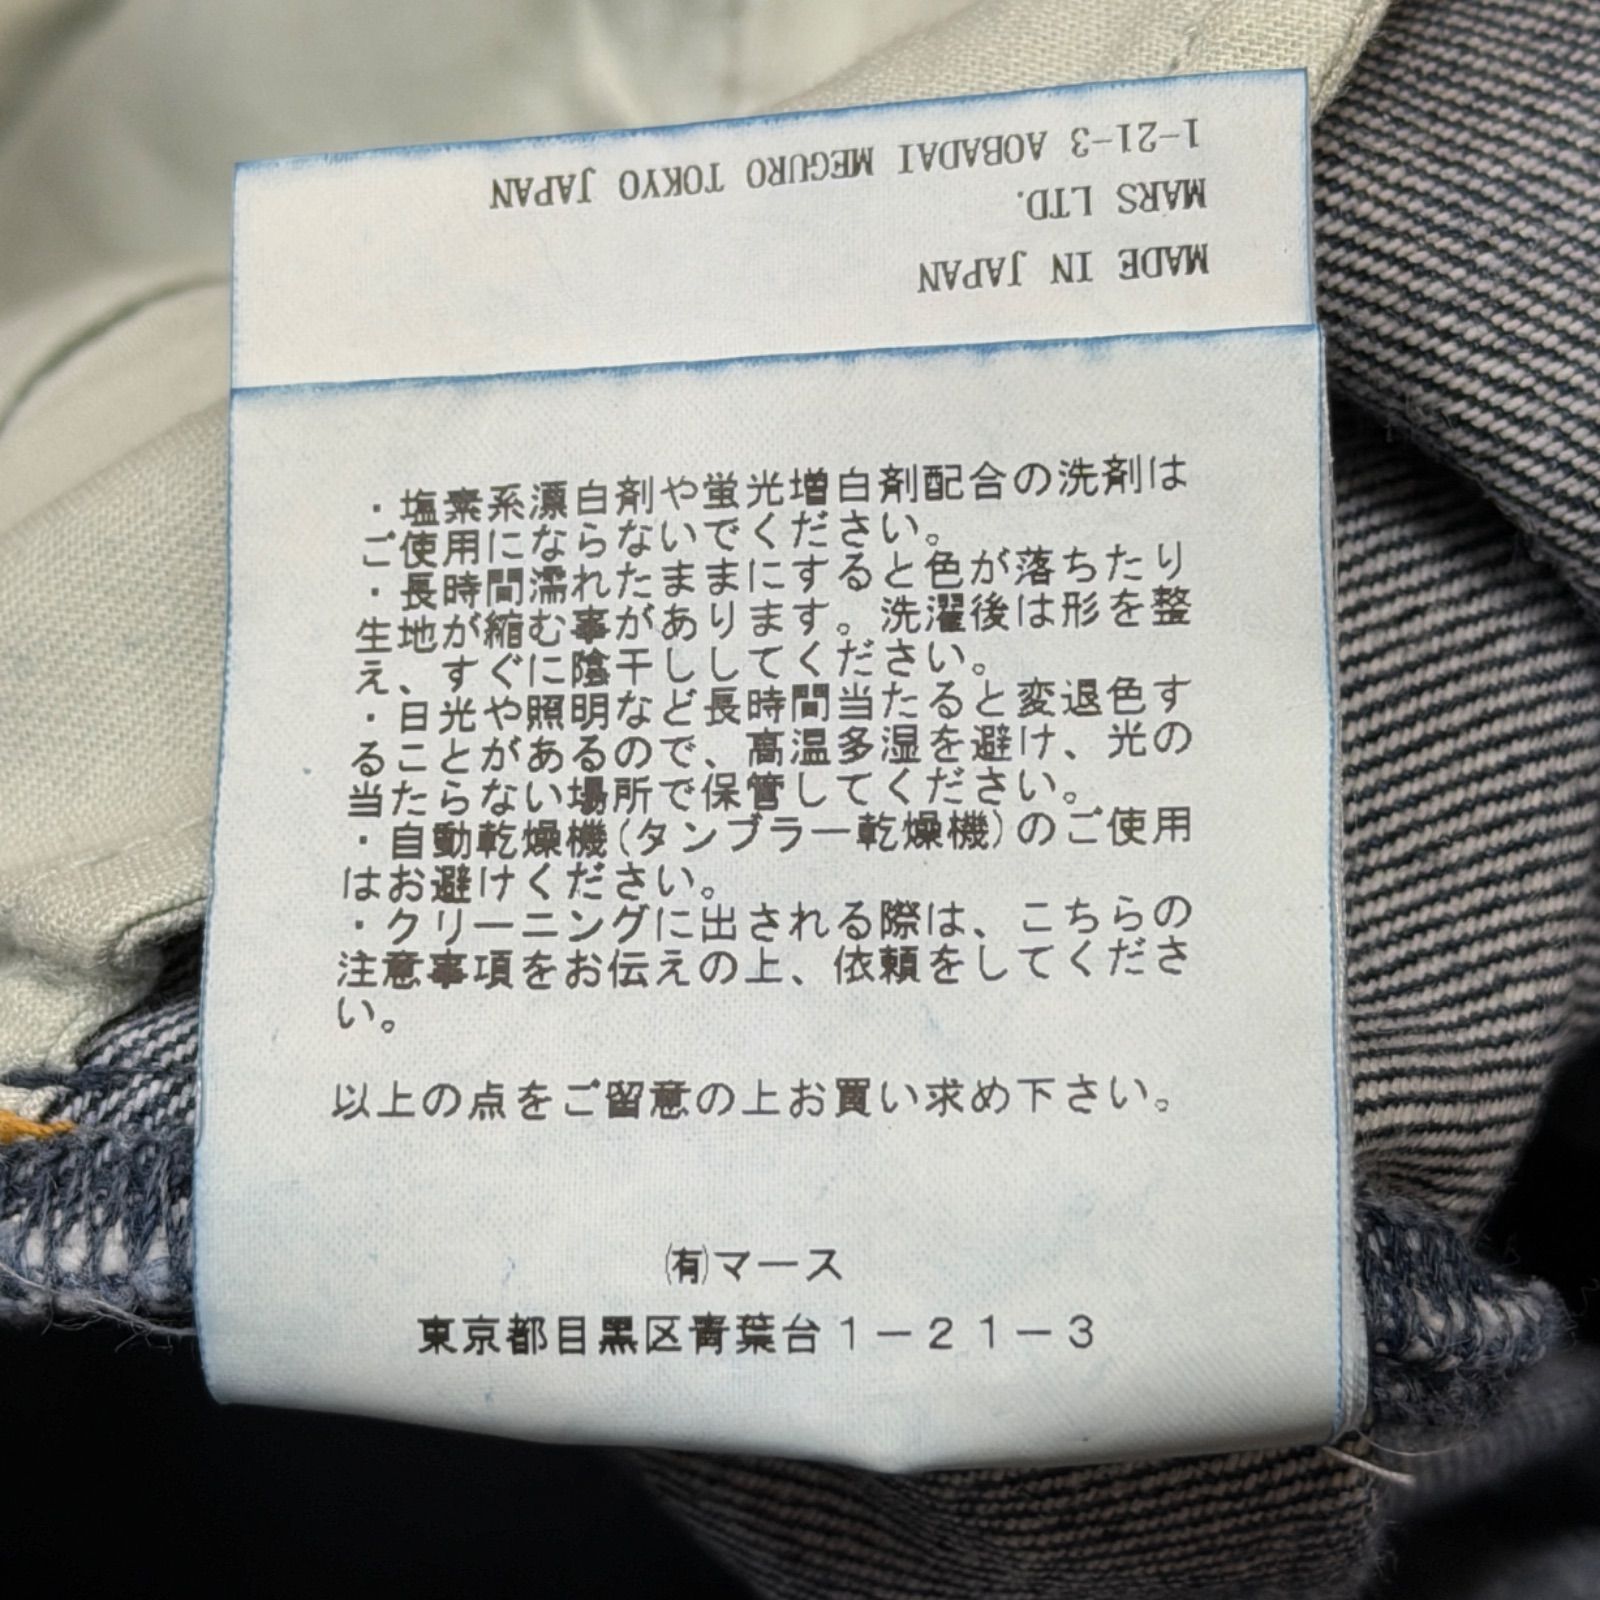 1-21-3 AOBADAI MEGURO TOKYO JAPAN
MARS LTD.
MADE IN JAPAN
・塩素系漂白剤や蛍光増白剤配合の洗剤は
ご使用にならないでください。
・長時間濡れたままにすると色が落ちたり
生地が縮む事があります。洗濯後は形を整
え、すぐに陰干ししてください。
・日光や照明など長時間当たると変退色す
ることがあるので、高温多湿を避け、光の
当たらない場所で保管してください。
・自動乾燥機(タンブラー乾燥機)のご使用
はお避けください。
・クリーニングに出される際は、こちらの
注意事項をお伝えの上、依頼をしてくださ
い。
以上の点をご留意の上お買い求め下さい。
㈲マース
東京都目黒区青葉台1－21－3